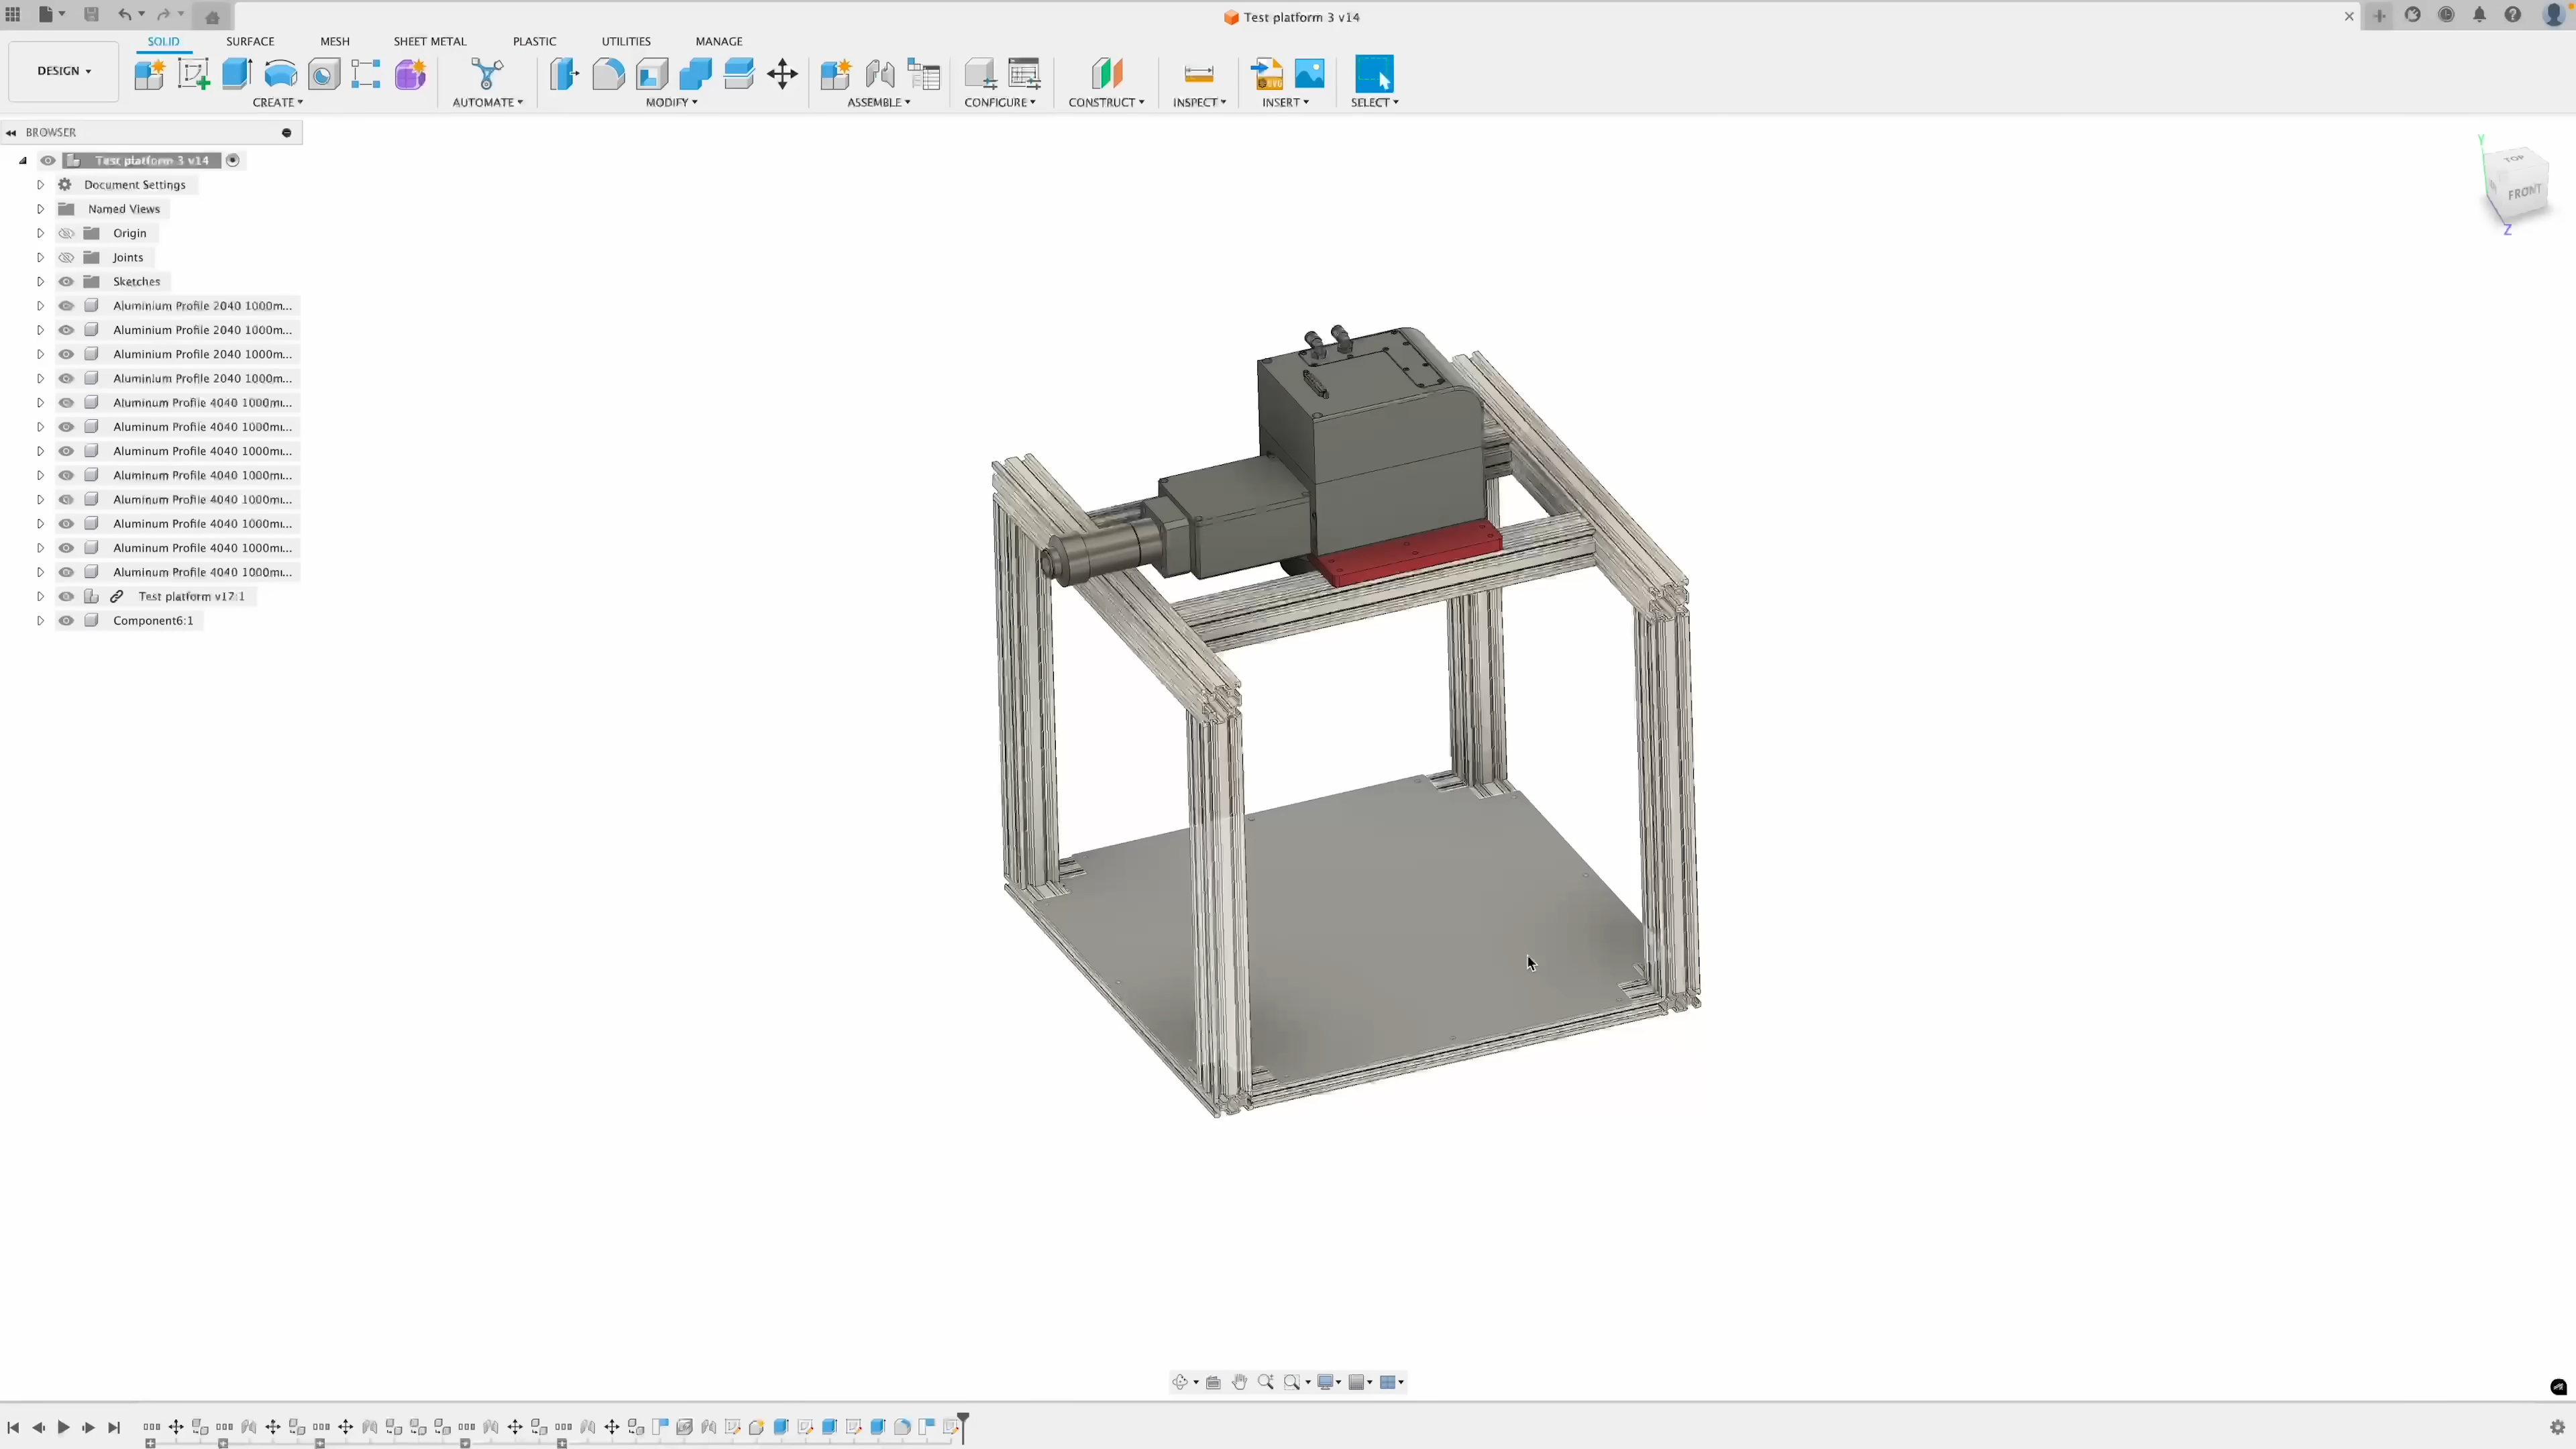 Test platform 3 v14
SOLID SURFACE MESH SHEET METAL PLASTIC UTILITIES MANAGE
DESIGN
CREATE AUTOMATE MODIFY ASSEMBLE CONFIGURE CONSTRUCT INSPECT INSERT SELECT
BROWSER
Test platform 3 v14
Document Settings
Named Views
Origin
Joints
Sketches
Aluminium Profile 2040 1000m...
Aluminium Profile 2040 1000m...
Aluminium Profile 2040 1000m...
Aluminium Profile 2040 1000m...
Aluminum Profile 4040 1000m...
Aluminum Profile 4040 1000m...
Aluminum Profile 4040 1000m...
Aluminum Profile 4040 1000m...
Aluminum Profile 4040 1000m...
Aluminum Profile 4040 1000m...
Aluminum Profile 4040 1000m...
Aluminum Profile 4040 1000m...
Test platform v17:1
Component6:1
Y
TOP
FRONT
Z